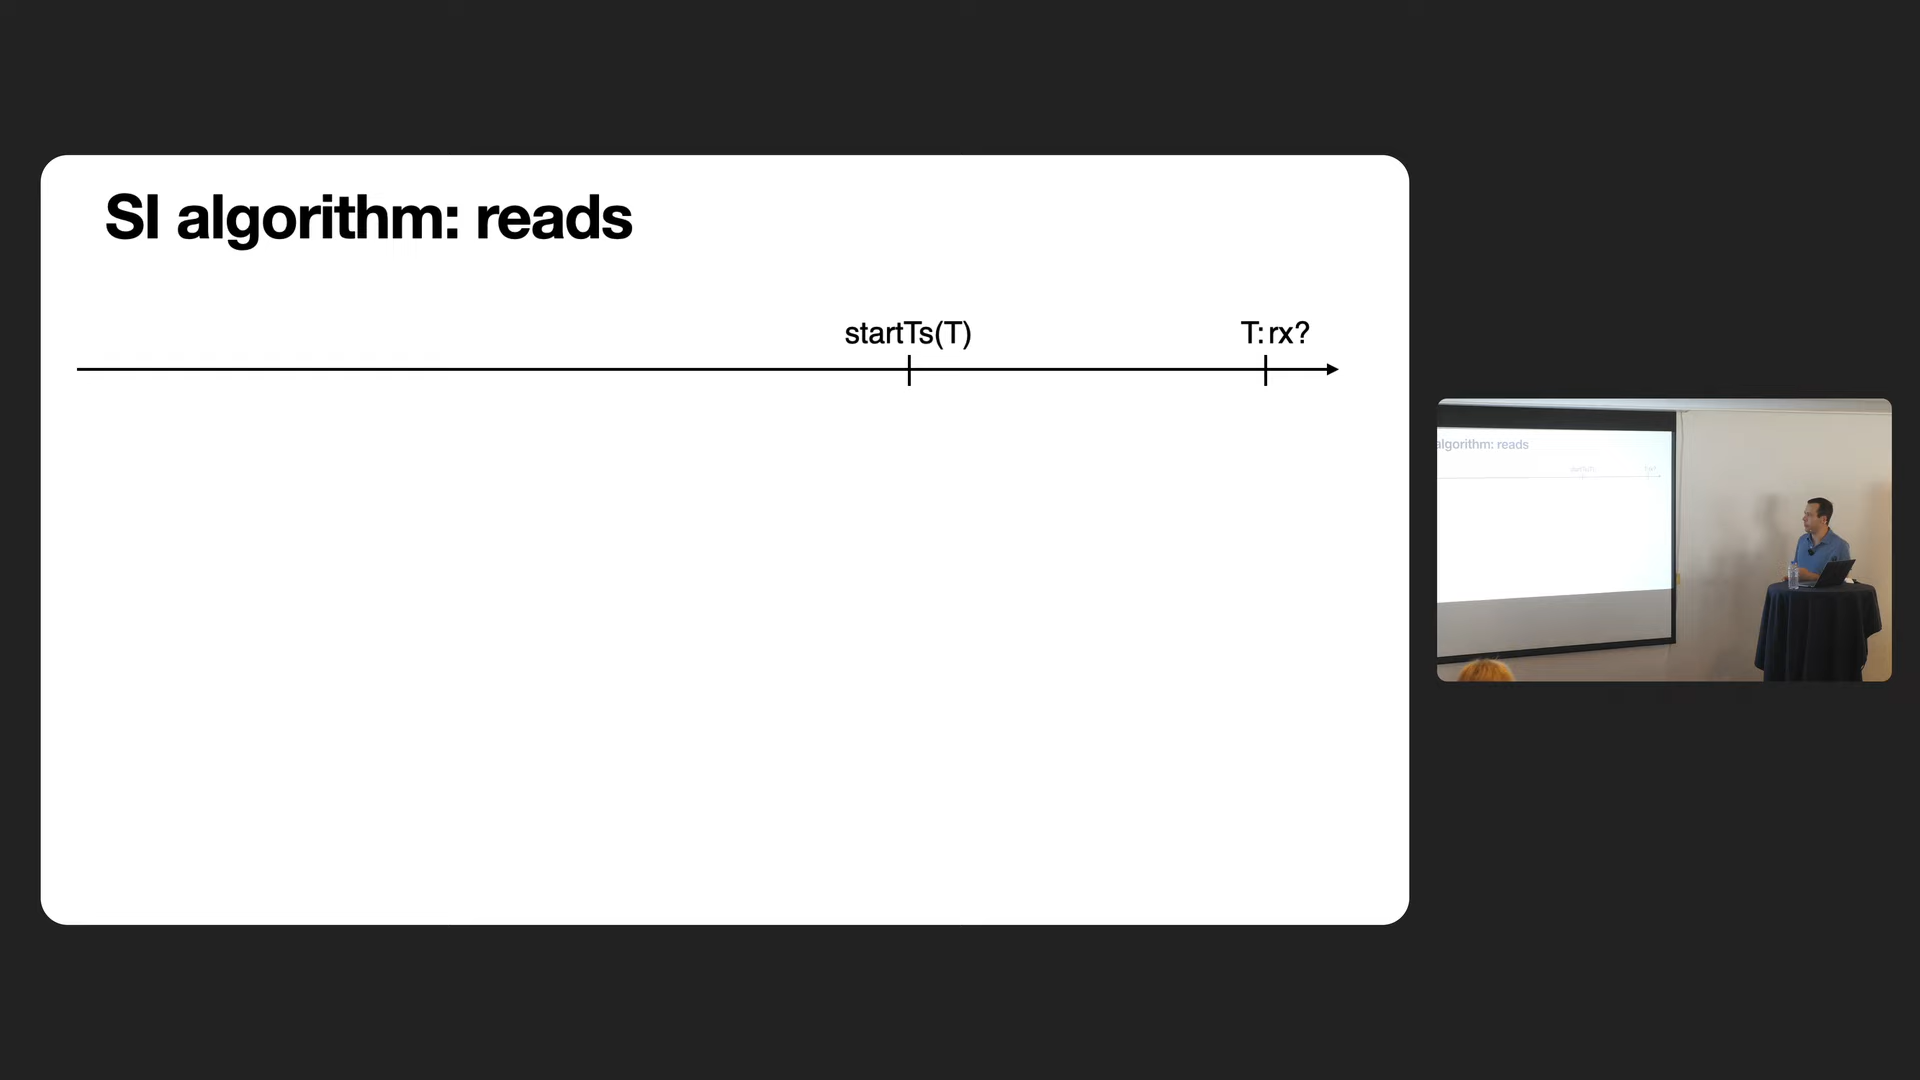 SI algorithm: reads
startTs(T)
T: rx?
algorithm: reads